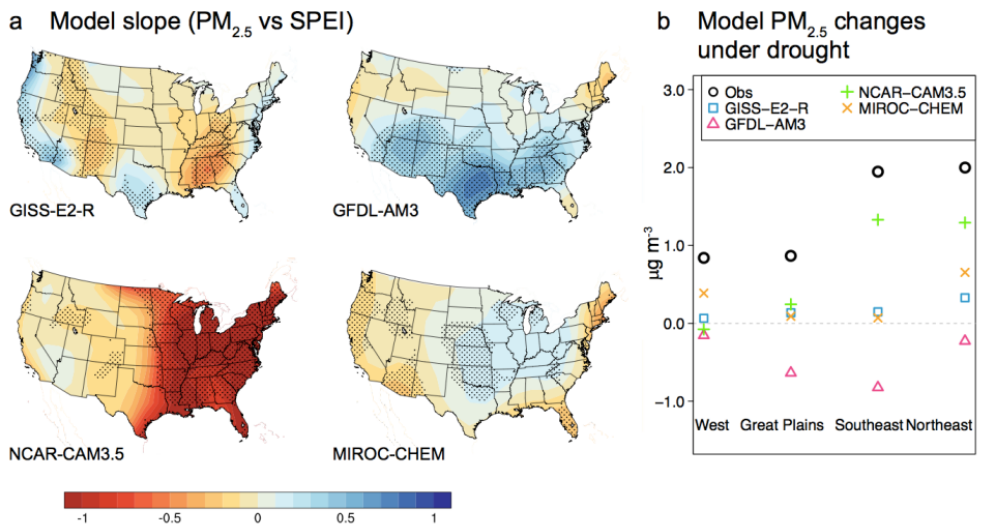 a Model slope (PM2.5 vs SPEI)
GISS-E2-R
GFDL-AM3
NCAR-CAM3.5
MIROC-CHEM
-1 -0.5 0 0.5 1
b Model PM2.5 changes
under drought
Obs
GISS-E2-R
GFDL-AM3
NCAR-CAM3.5
MIROC-CHEM
μg m-3
3.0
2.0
1.0
0.0
-1.0
West Great Plains Southeast Northeast